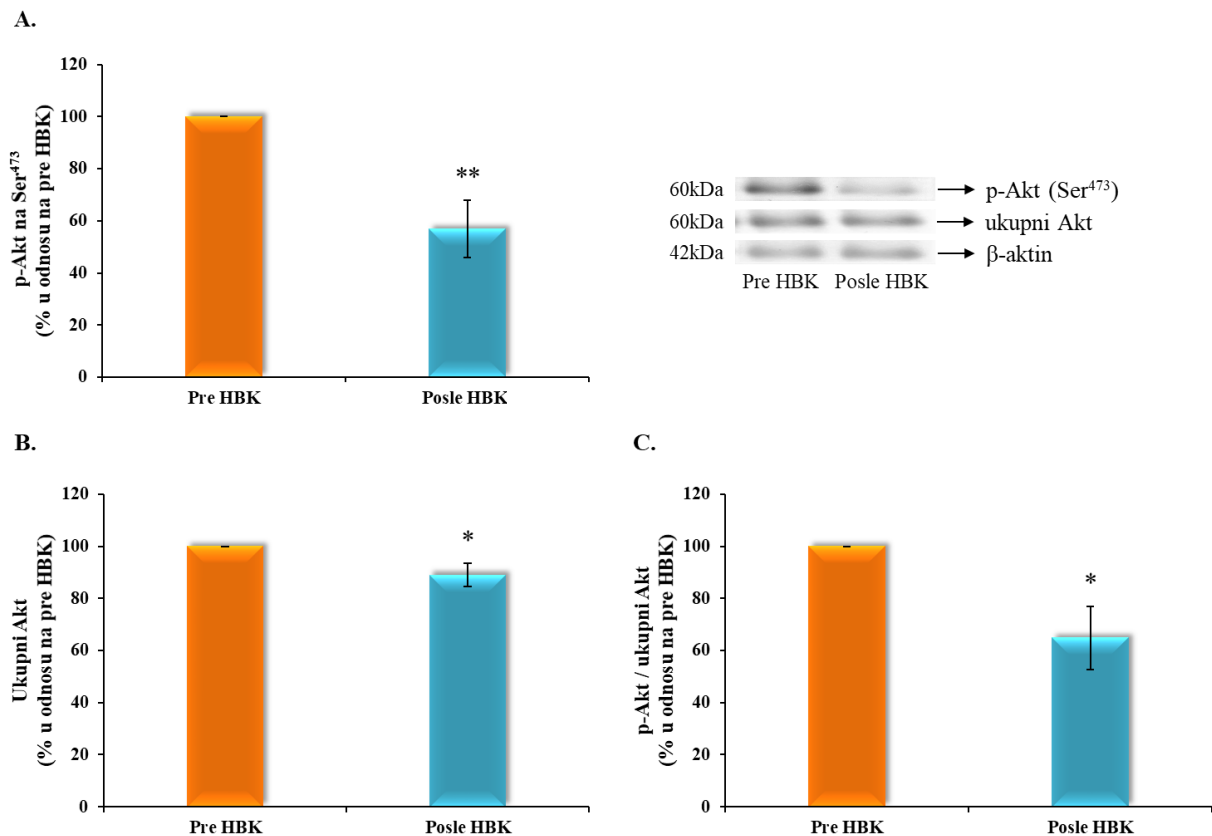 A.
p-Akt na Ser⁴⁷³
(% u odnosu na pre HBK)
120
100
80
60
40
20
0
**
Pre HBK
Posle HBK
60kDa
p-Akt (Ser⁴⁷³)
60kDa
ukupni Akt
42kDa
β-aktin
Pre HBK
Posle HBK
B.
Ukupni Akt
(% u odnosu na pre HBK)
120
100
80
60
40
20
0
*
Pre HBK
Posle HBK
C.
p-Akt / ukupni Akt
(% u odnosu na pre HBK)
120
100
80
60
40
20
0
*
Pre HBK
Posle HBK